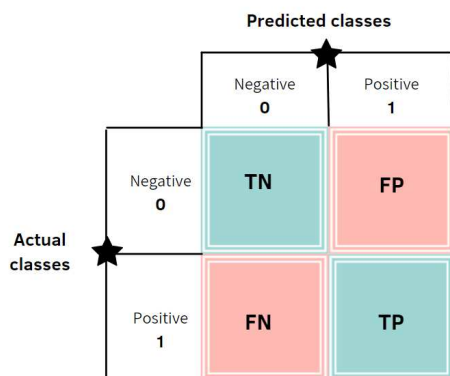 Predicted classes
Negative
0
Positive
1
Negative
0
TN
FP
Actual
classes
Positive
1
FN
TP